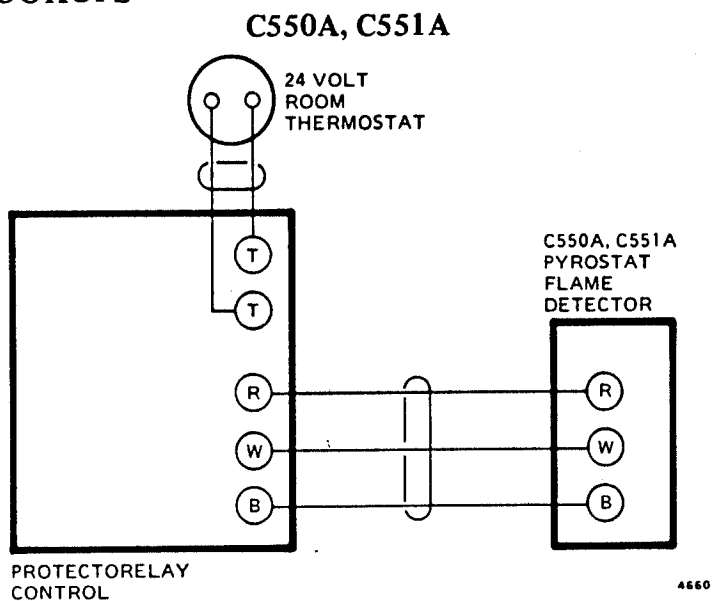 C550A, C551A
24 VOLT
ROOM
THERMOSTAT
T
T
R
W
B
C550A, C551A
PYROSTAT
FLAME
DETECTOR
R
W
B
PROTECTORELAY
CONTROL
4660